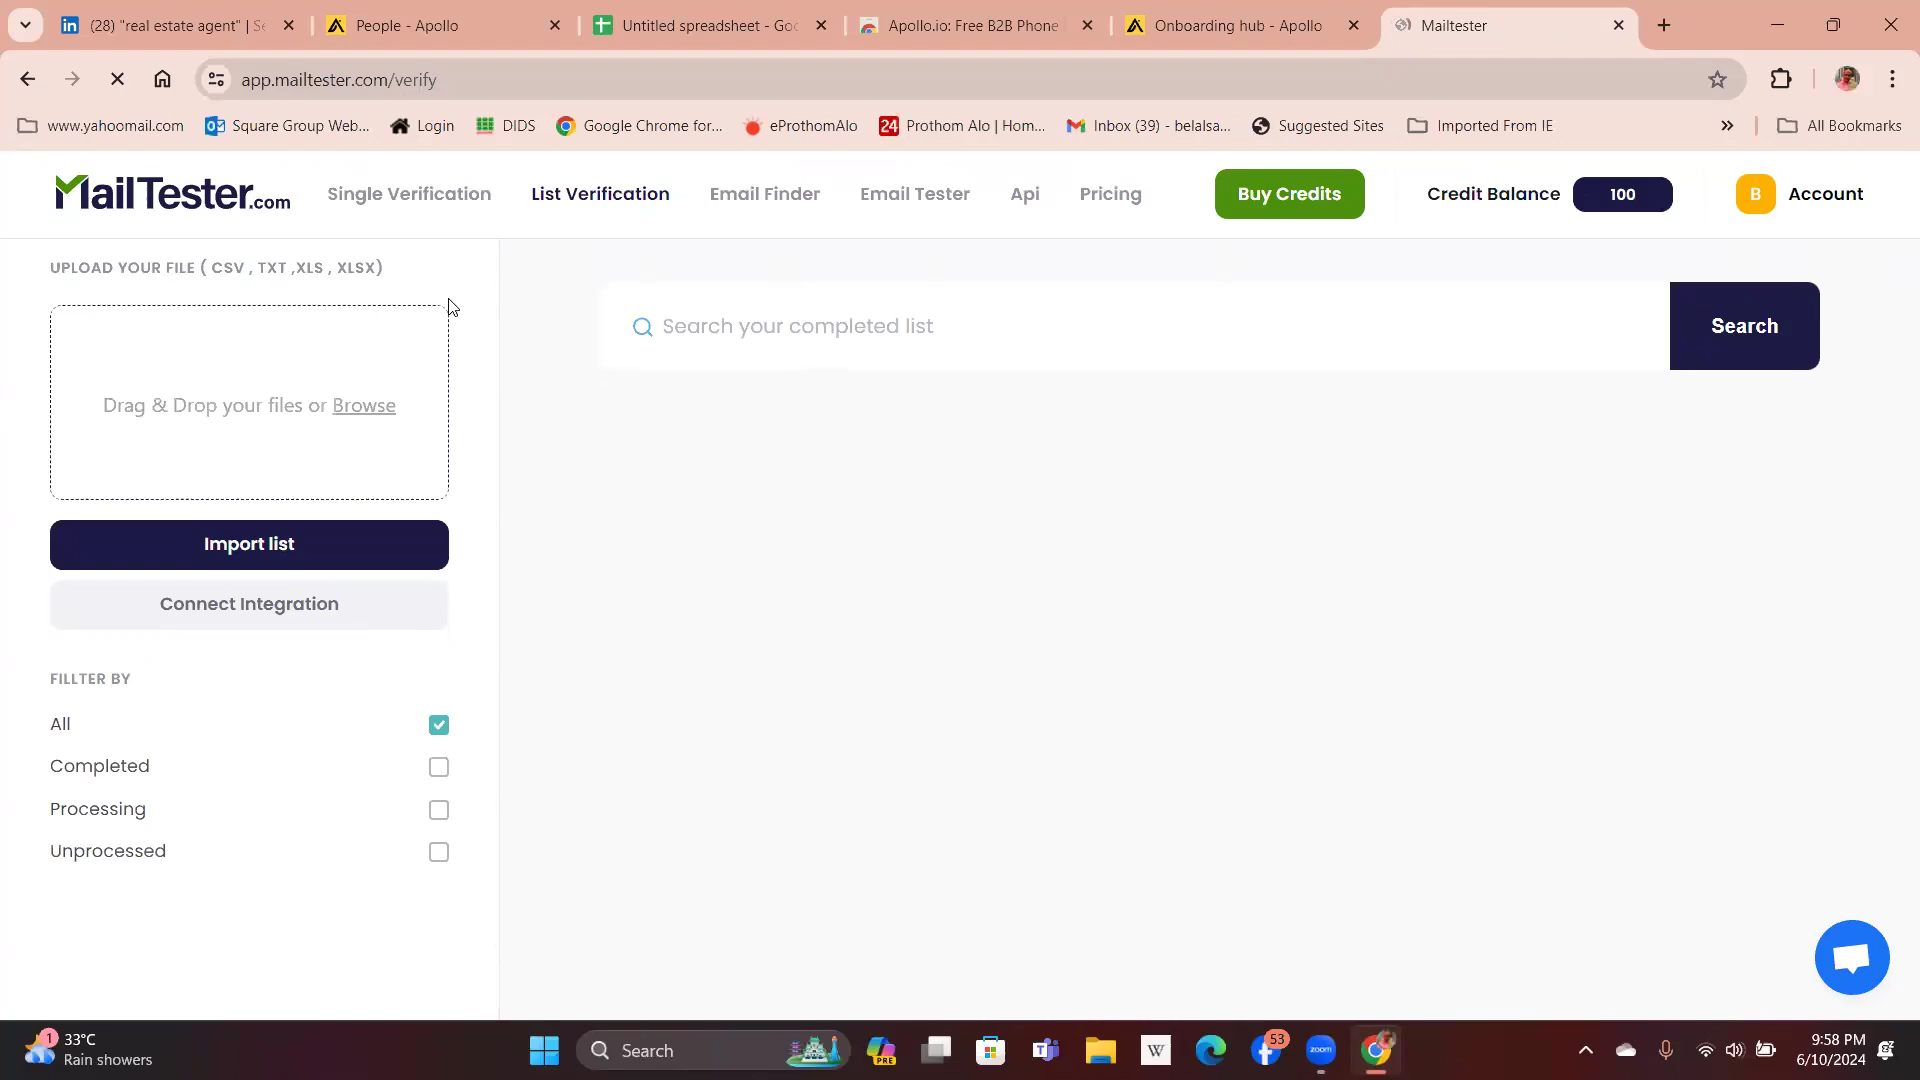 (28) "real estate agent" | Se
People - Apollo
Untitled spreadsheet - Goo
Apollo.io: Free B2B Phone
Onboarding hub - Apollo
Mailtester
app.mailtester.com/verify
www.yahoomail.com
Square Group Web...
Login
DIDS
Google Chrome for...
eProthomAlo
24
Prothom Alo | Hom...
Inbox (39) - belalsa...
Suggested Sites
Imported From IE
»
All Bookmarks
MailTester.com
Single Verification
List Verification
Email Finder
Email Tester
Api
Pricing
Buy Credits
Credit Balance
100
B
Account
UPLOAD YOUR FILE ( CSV , TXT ,XLS , XLSX)
Drag & Drop your files or Browse
Import list
Connect Integration
Search your completed list
Search
FILLTER BY
All
Completed
Processing
Unprocessed
1
33°C
Rain showers
Search
PRE
W
53
zoom
9:58 PM
6/10/2024